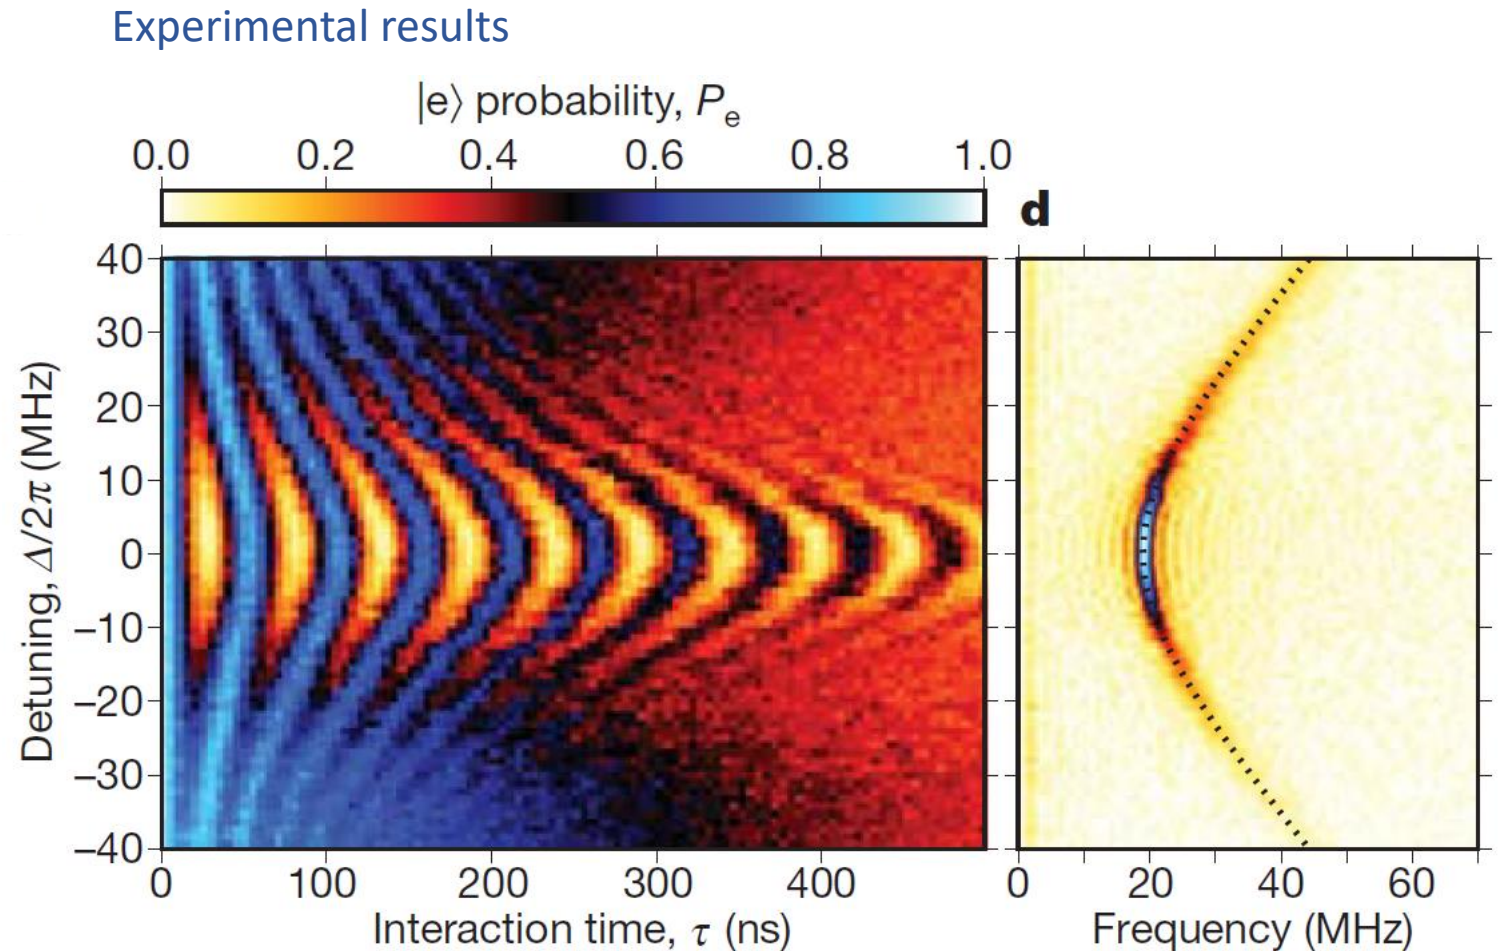 Experimental results
|e⟩ probability, Pe
0.0 0.2 0.4 0.6 0.8 1.0
d
40
30
20
10
0
–10
–20
–30
–40
Detuning, Δ/2π (MHz)
0 100 200 300 400
Interaction time, τ (ns)
0 20 40 60
Frequency (MHz)